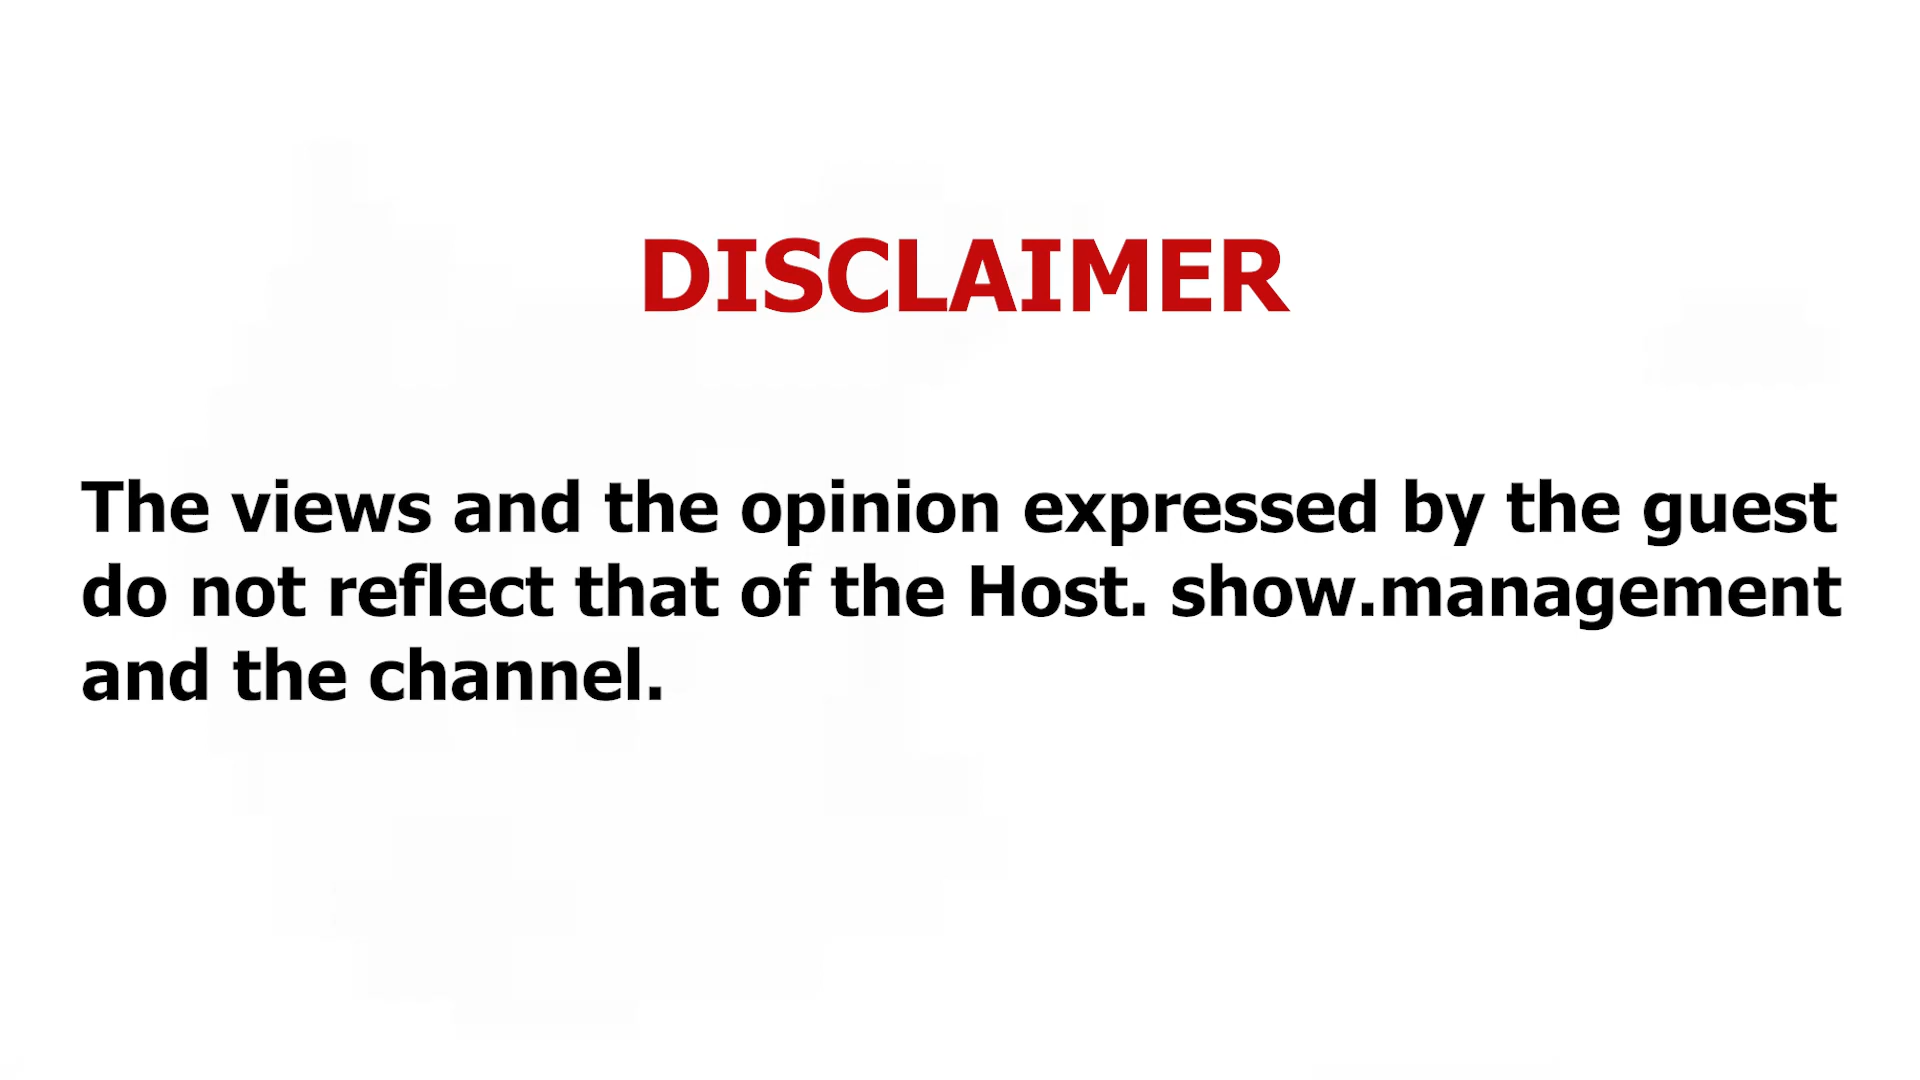 DISCLAIMER
The views and the opinion expressed by the guest
do not reflect that of the Host. show.management
and the channel.